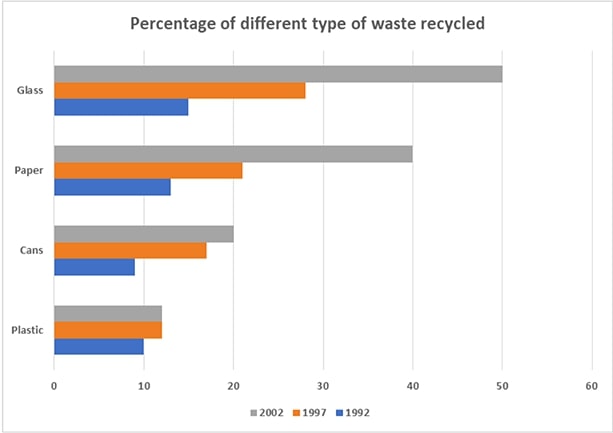 Percentage of different type of waste recycled
Glass
Paper
Cans
Plastic
0 10 20 30 40 50 60
2002 1997 1992